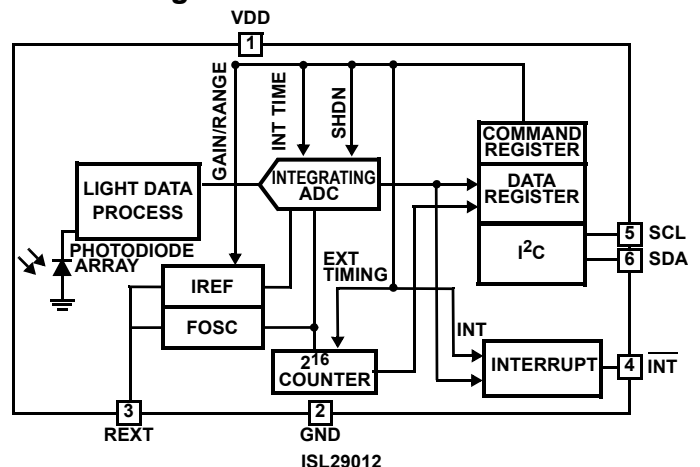 VDD
1
GAIN/RANGE
INT TIME
SHDN
COMMAND
REGISTER
LIGHT DATA
PROCESS
INTEGRATING
ADC
DATA
REGISTER
I²C
5 SCL
6 SDA
PHOTODIODE
ARRAY
EXT
TIMING
IREF
FOSC
INT
2¹⁶
COUNTER
INTERRUPT
4 INT
3
REXT
2
GND
ISL29012